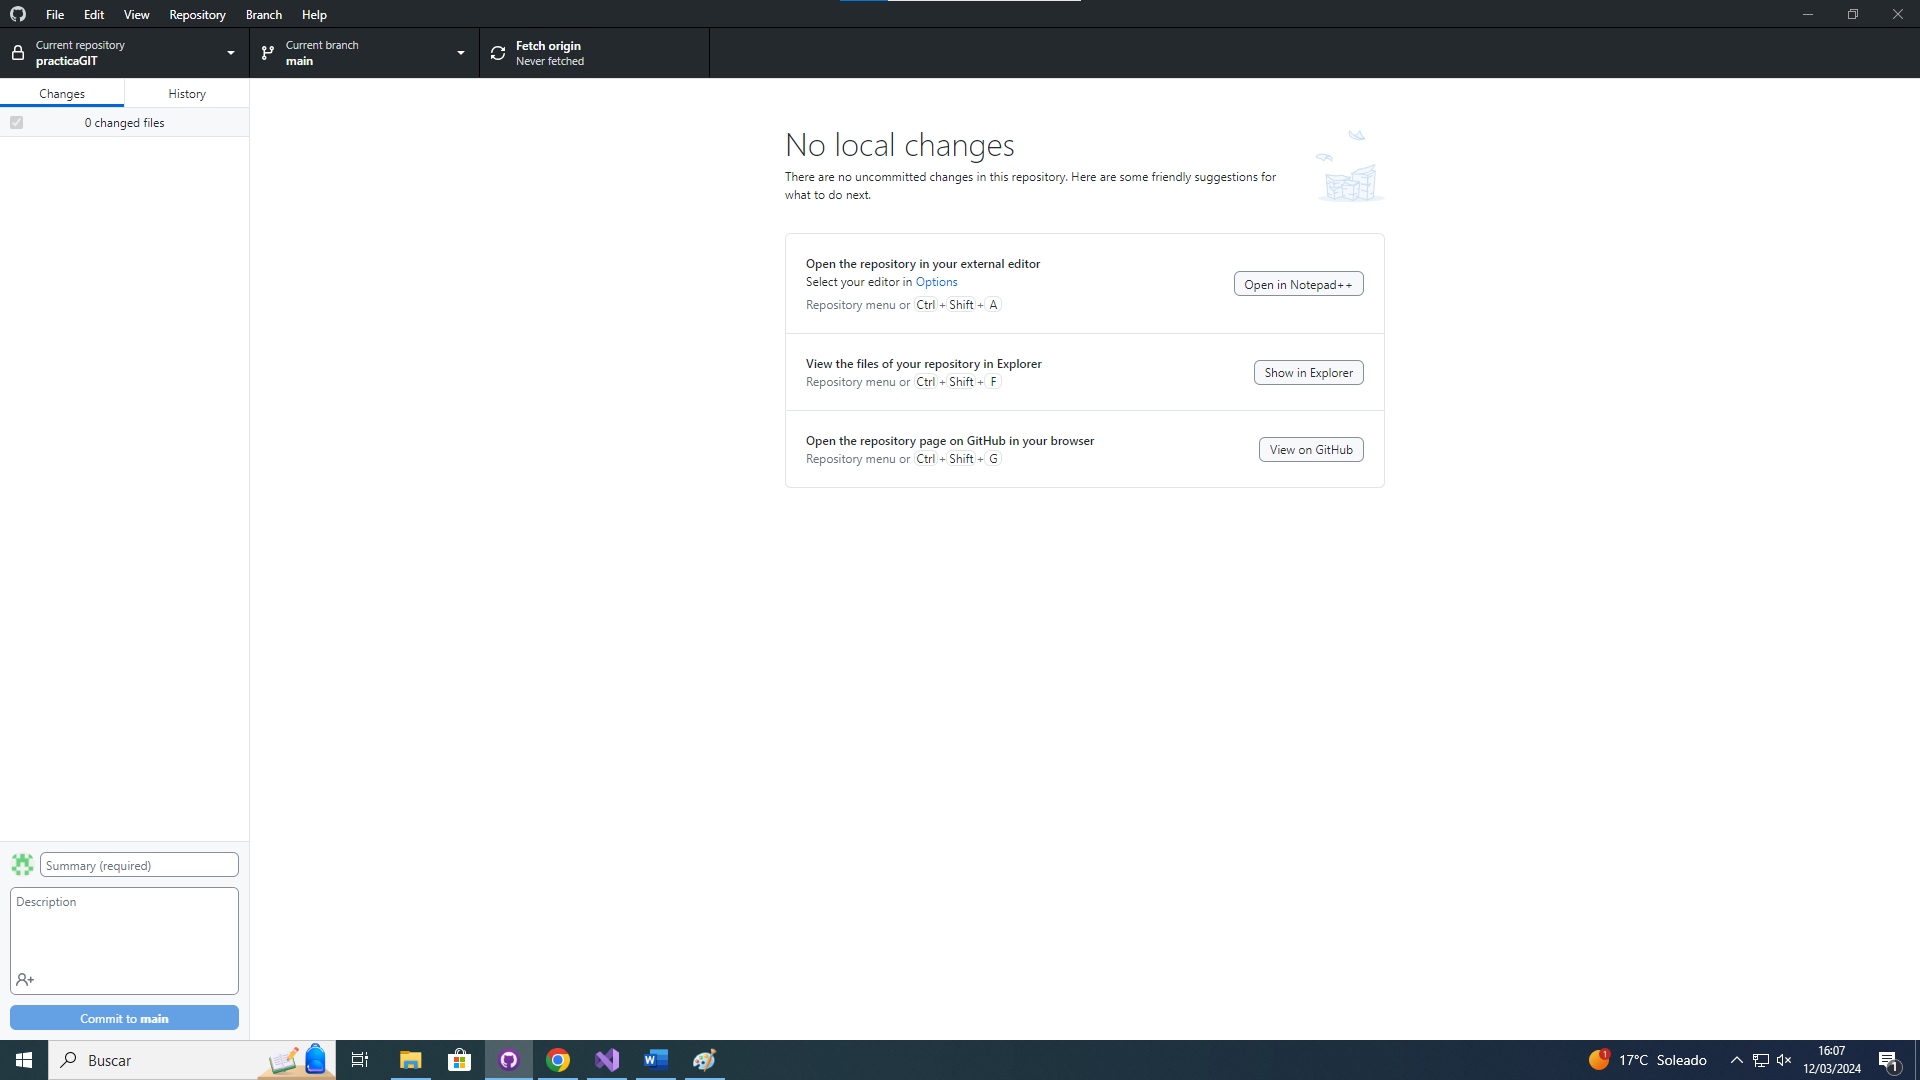 File Edit View Repository Branch Help
Current repository
practicaGIT
Current branch
main
Fetch origin
Never fetched
Changes
History
0 changed files
No local changes
There are no uncommitted changes in this repository. Here are some friendly suggestions for
what to do next.
Open the repository in your external editor
Select your editor in Options
Repository menu or Ctrl + Shift + A
Open in Notepad++
View the files of your repository in Explorer
Repository menu or Ctrl + Shift + F
Show in Explorer
Open the repository page on GitHub in your browser
Repository menu or Ctrl + Shift + G
View on GitHub
Summary (required)
Description
Commit to main
Buscar
1
17°C Soleado
16:07
12/03/2024
1